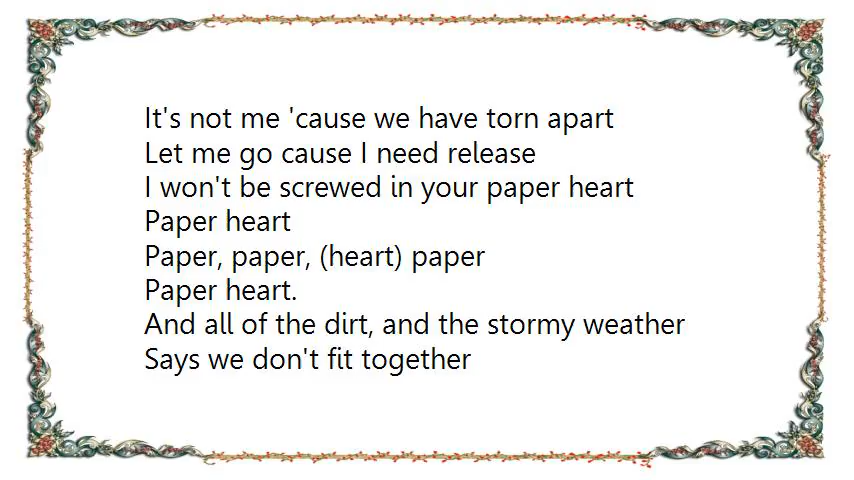 It's not me 'cause we have torn apart
Let me go cause I need release
I won't be screwed in your paper heart
Paper heart
Paper, paper, (heart) paper
Paper heart.
And all of the dirt, and the stormy weather
Says we don't fit together